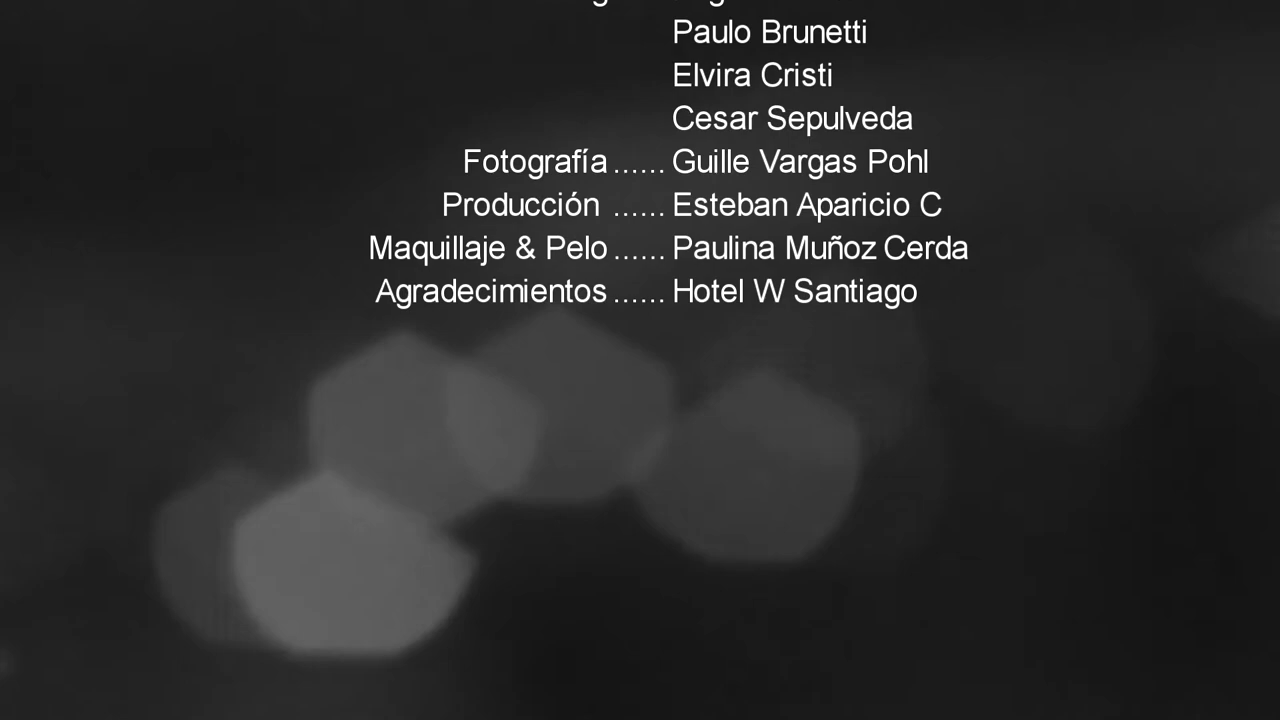 Paulo Brunetti
Elvira Cristi
Cesar Sepulveda
Fotografía ...... Guille Vargas Pohl
Producción ...... Esteban Aparicio C
Maquillaje & Pelo ...... Paulina Muñoz Cerda
Agradecimientos ...... Hotel W Santiago